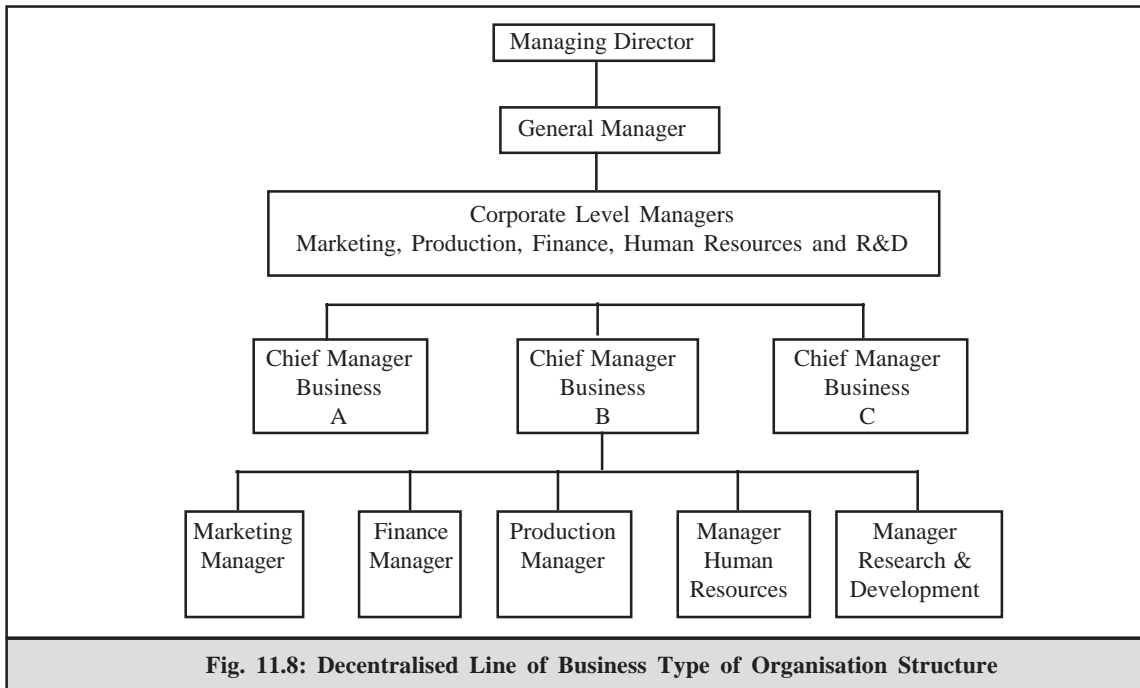 Managing Director
General Manager
Corporate Level Managers
Marketing, Production, Finance, Human Resources and R&D
Chief Manager
Business
A
Chief Manager
Business
B
Chief Manager
Business
C
Marketing
Manager
Finance
Manager
Production
Manager
Manager
Human
Resources
Manager
Research &
Development
Fig. 11.8: Decentralised Line of Business Type of Organisation Structure